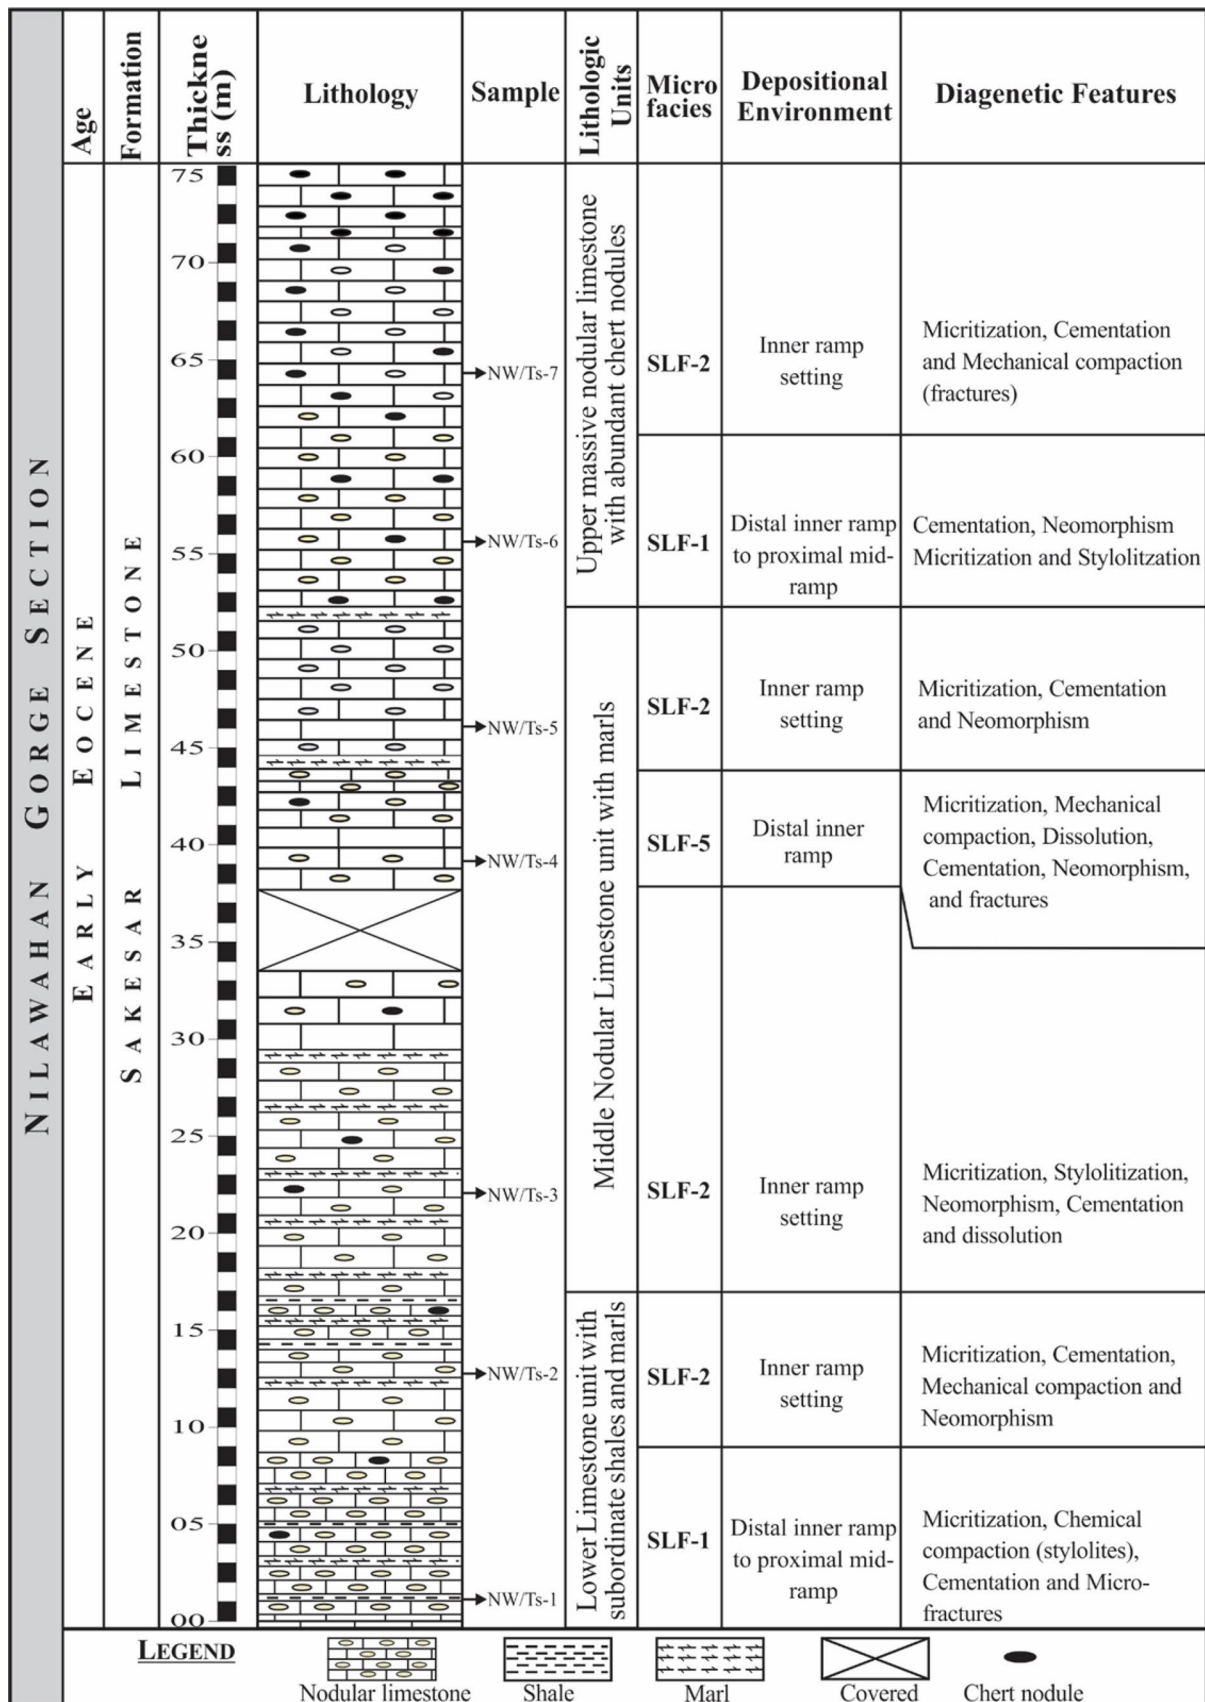 Age
Formation
Thickne
ss (m)
Lithology
Sample
Lithologic
Units
Micro
facies
Depositional
Environment
Diagenetic Features
NILAWAHAN GORGE SECTION
EARLY EOCENE
SAKESAR LIMESTONE
75
70
65
60
55
50
45
40
35
30
25
20
15
10
05
00
NW/Ts-7
NW/Ts-6
NW/Ts-5
NW/Ts-4
NW/Ts-3
NW/Ts-2
NW/Ts-1
Upper massive nodular limestone
with abundant chert nodules
Middle Nodular Limestone unit with marls
Lower Limestone unit with
subordinate shales and marls
SLF-2
Inner ramp
setting
Micritization, Cementation
and Mechanical compaction
(fractures)
SLF-1
Distal inner ramp
to proximal mid-
ramp
Cementation, Neomorphism
Micritization and Stylolitzation
SLF-2
Inner ramp
setting
Micritization, Cementation
and Neomorphism
SLF-5
Distal inner
ramp
Micritization, Mechanical
compaction, Dissolution,
Cementation, Neomorphism,
and fractures
SLF-2
Inner ramp
setting
Micritization, Stylolitization,
Neomorphism, Cementation
and dissolution
SLF-2
Inner ramp
setting
Micritization, Cementation,
Mechanical compaction and
Neomorphism
SLF-1
Distal inner ramp
to proximal mid-
ramp
Micritization, Chemical
compaction (stylolites),
Cementation and Micro-
fractures
LEGEND
Nodular limestone
Shale
Marl
Covered
Chert nodule